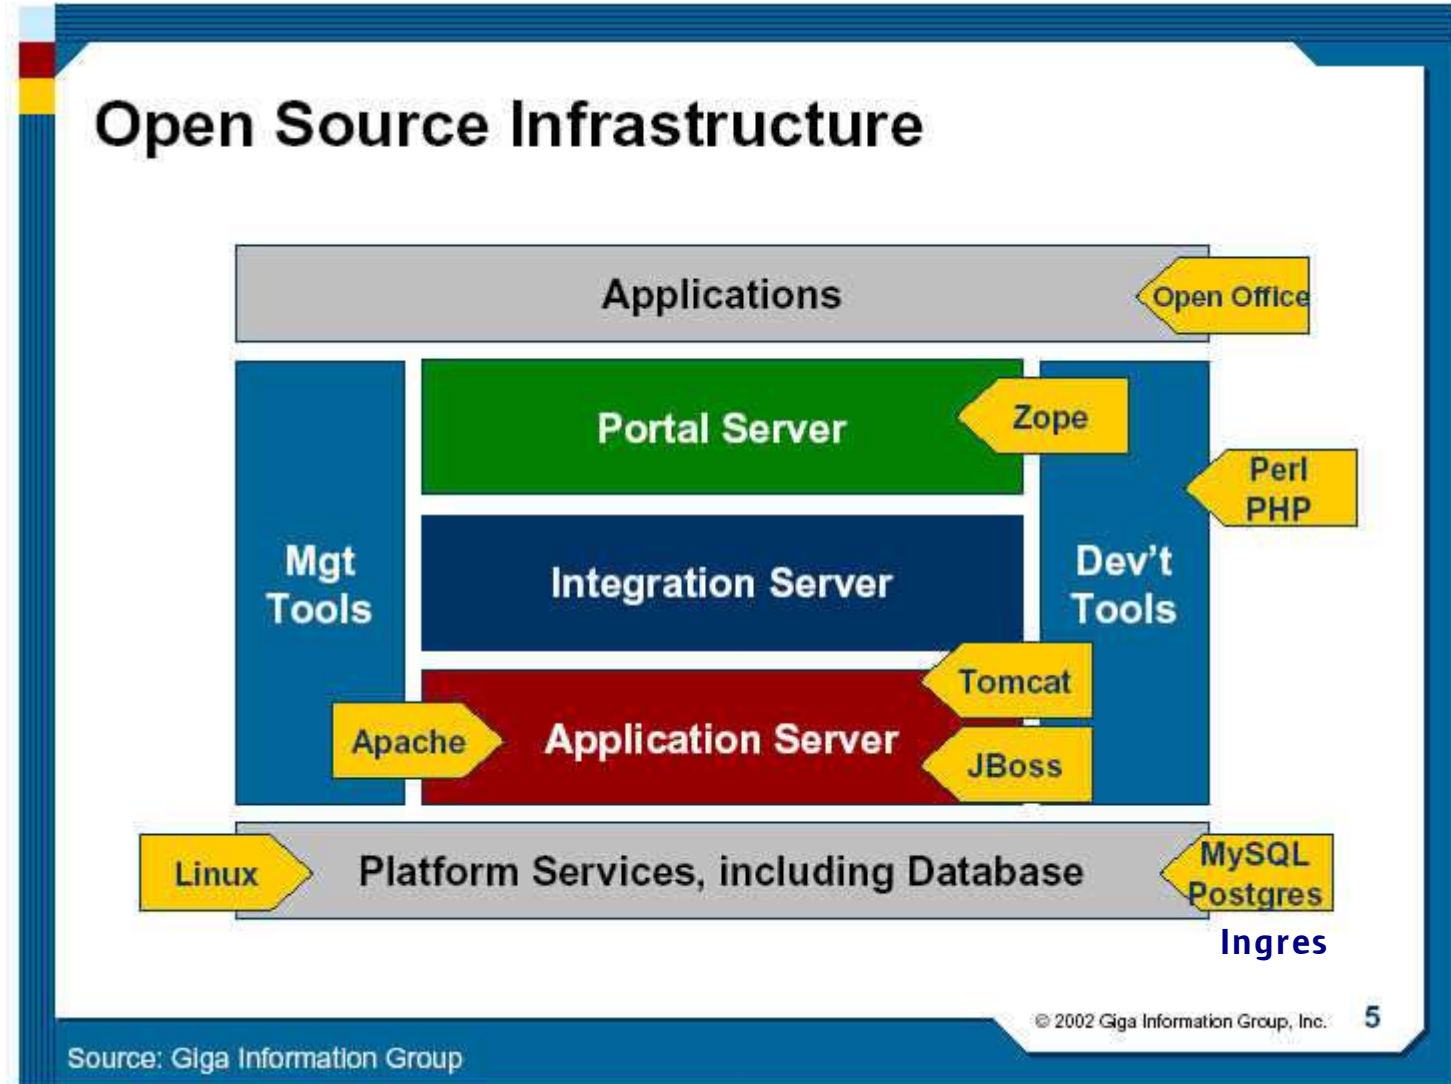 Open Source Infrastructure
Applications
Open Office
Portal Server
Zope
Perl
PHP
Mgt
Tools
Integration Server
Dev't
Tools
Tomcat
Apache
Application Server
JBoss
Linux
Platform Services, including Database
MySQL
Postgres
Ingres
© 2002 Giga Information Group, Inc.
5
Source: Giga Information Group